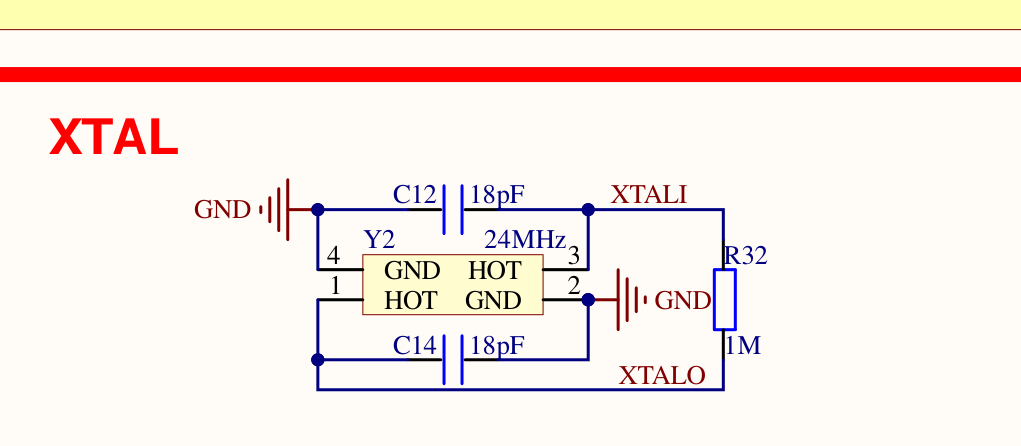 XTAL
C12 18pF XTALI
GND
Y2 24MHz
4 GND HOT 3 R32
1 HOT GND 2 GND
C14 18pF 1M
XTALO